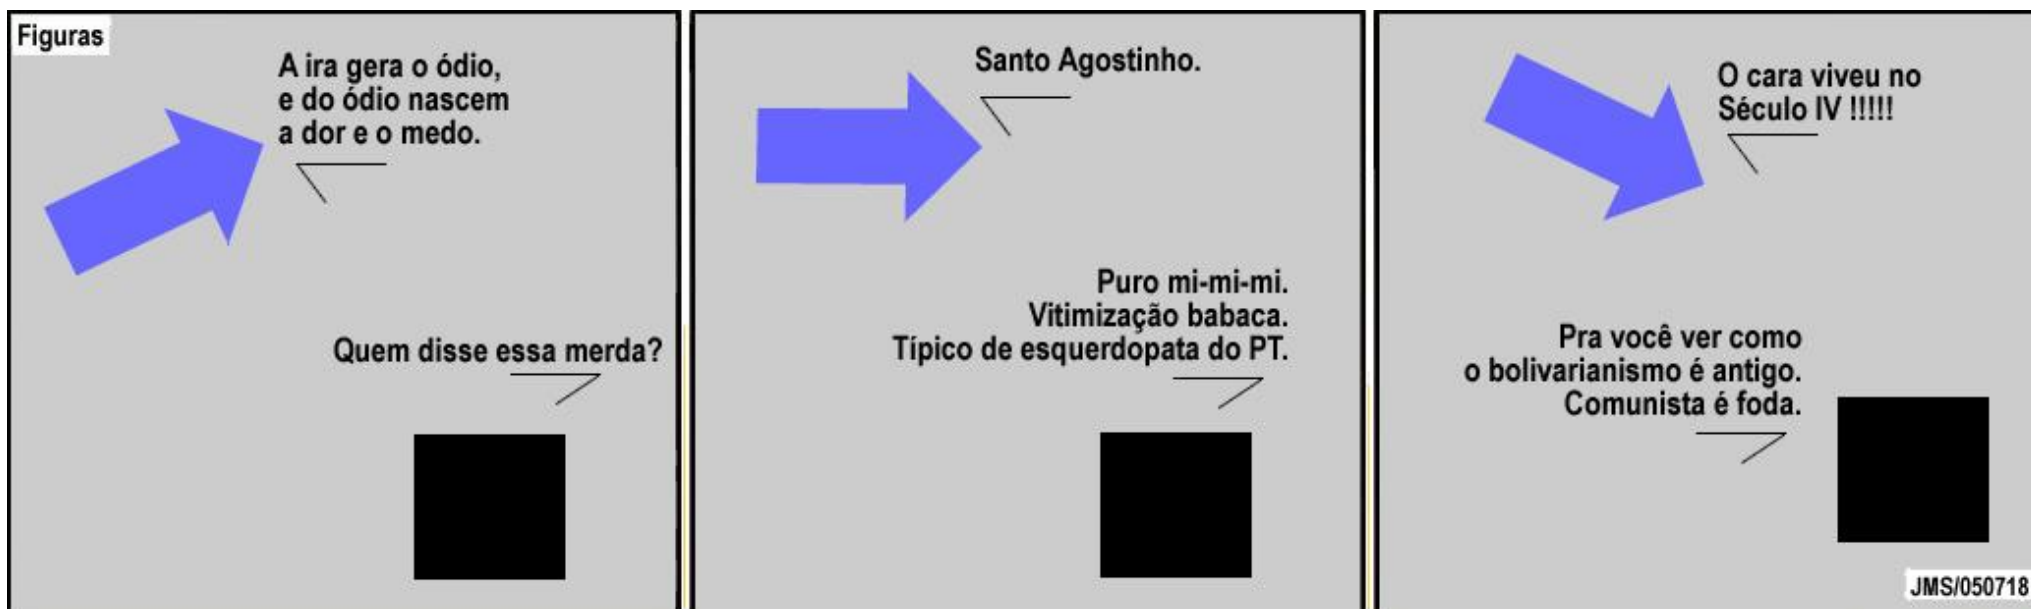 Figuras
A ira gera o ódio,
e do ódio nascem
a dor e o medo.
Quem disse essa merda?
Santo Agostinho.
Puro mi-mi-mi.
Vitimização babaca.
Típico de esquerdopata do PT.
O cara viveu no
Século IV !!!!!
Pra você ver como
o bolivarianismo é antigo.
Comunista é foda.
JMS/050718